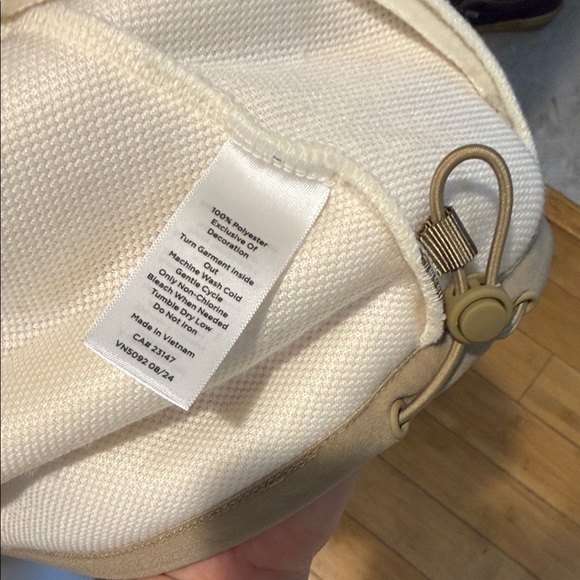 100% Polyester
Exclusive Of
Decoration
Turn Garment Inside
Out
Machine Wash Cold
Gentle Cycle
Only Non-Chlorine
Bleach When Needed
Tumble Dry Low
Do Not Iron
Made in Vietnam
CA# 23147
VN5092 08/24